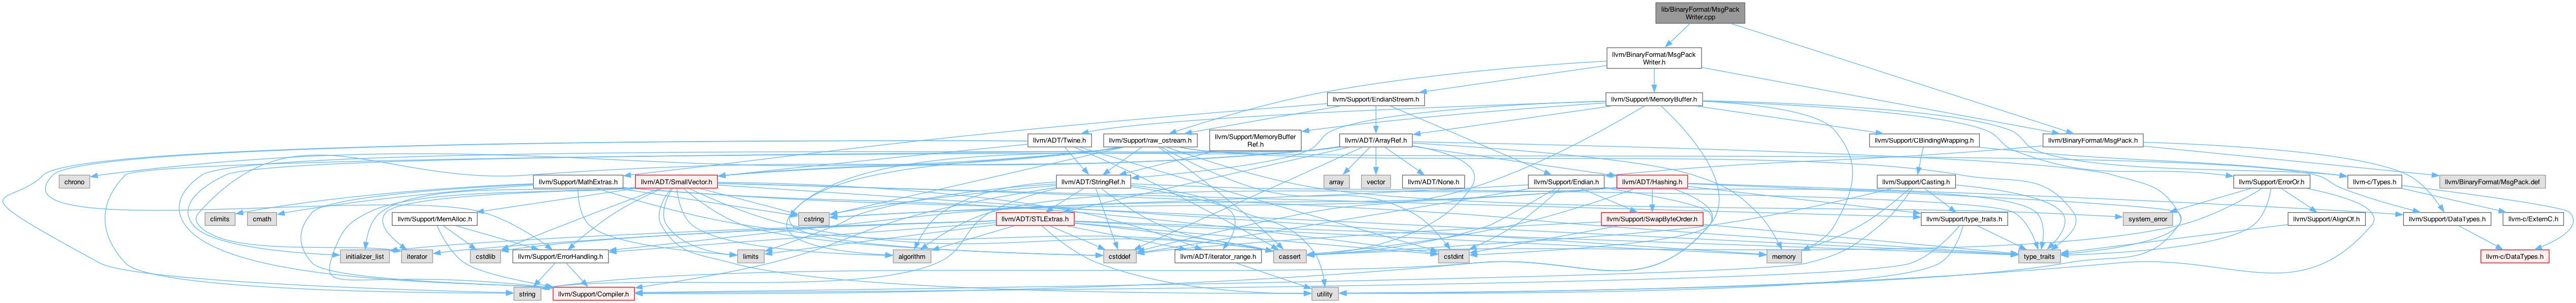 lib/BinaryFormat/MsgPack
Writer.cpp
llvm/BinaryFormat/MsgPack
Writer.h
llvm/Support/EndianStream.h
llvm/Support/MemoryBuffer.h
llvm/ADT/Twine.h
llvm/Support/raw_ostream.h
llvm/Support/MemoryBuffer
Ref.h
llvm/ADT/ArrayRef.h
llvm/Support/CBindingWrapping.h
llvm/BinaryFormat/MsgPack.h
chrono
llvm/Support/MathExtras.h
llvm/ADT/SmallVector.h
llvm/ADT/StringRef.h
array
vector
llvm/ADT/None.h
llvm/Support/Endian.h
llvm/ADT/Hashing.h
llvm/Support/Casting.h
llvm/Support/ErrorOr.h
llvm-c/Types.h
llvm/BinaryFormat/MsgPack.def
climits
cmath
llvm/Support/MemAlloc.h
cstring
llvm/ADT/STLExtras.h
llvm/Support/SwapByteOrder.h
llvm/Support/type_traits.h
system_error
llvm/Support/AlignOf.h
llvm/Support/DataTypes.h
llvm-c/ExternC.h
initializer_list
iterator
cstdlib
llvm/Support/ErrorHandling.h
limits
algorithm
cstddef
llvm/ADT/iterator_range.h
cassert
cstdint
memory
type_traits
llvm-c/DataTypes.h
string
llvm/Support/Compiler.h
utility